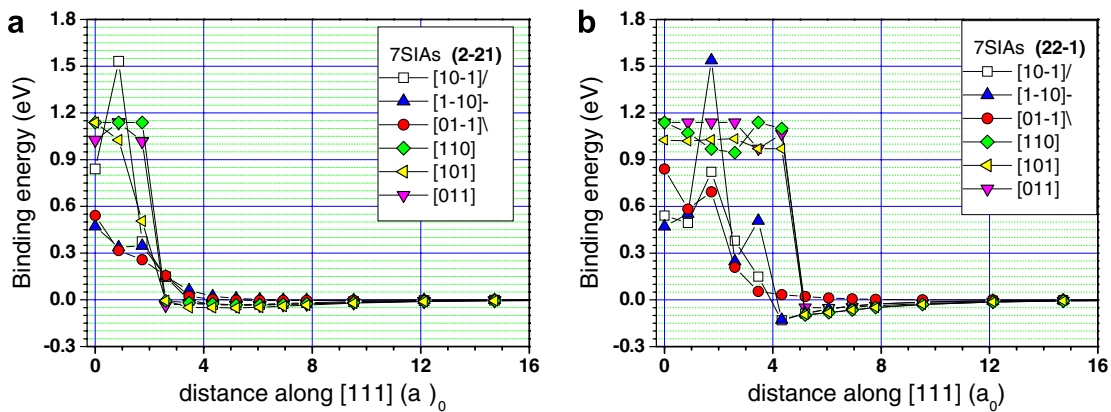 a
7SIAs (2-21)
[10-1]/
[1-10]-
[01-1]\
[110]
[101]
[011]
Binding energy (eV)
1.8
1.5
1.2
0.9
0.6
0.3
0.0
-0.3
0 4 8 12 16
distance along [111] (a )0
b
7SIAs (22-1)
[10-1]/
[1-10]-
[01-1]\
[110]
[101]
[011]
Binding energy (eV)
1.8
1.5
1.2
0.9
0.6
0.3
0.0
-0.3
0 4 8 12 16
distance along [111] (a0)